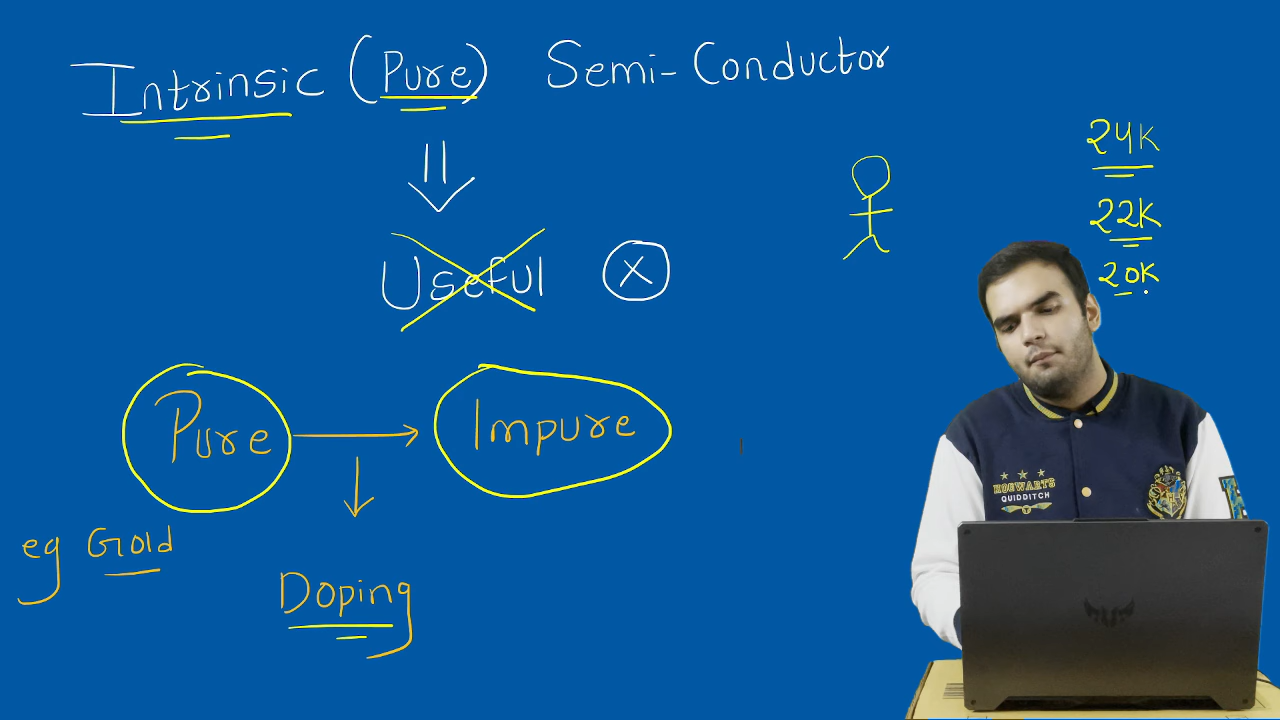 Intrinsic (Pure) Semi-Conductor
24K
22K
20K
Useful X
Pure → Impure
eg Gold
Doping
HOGWARTS
QUIDDITCH